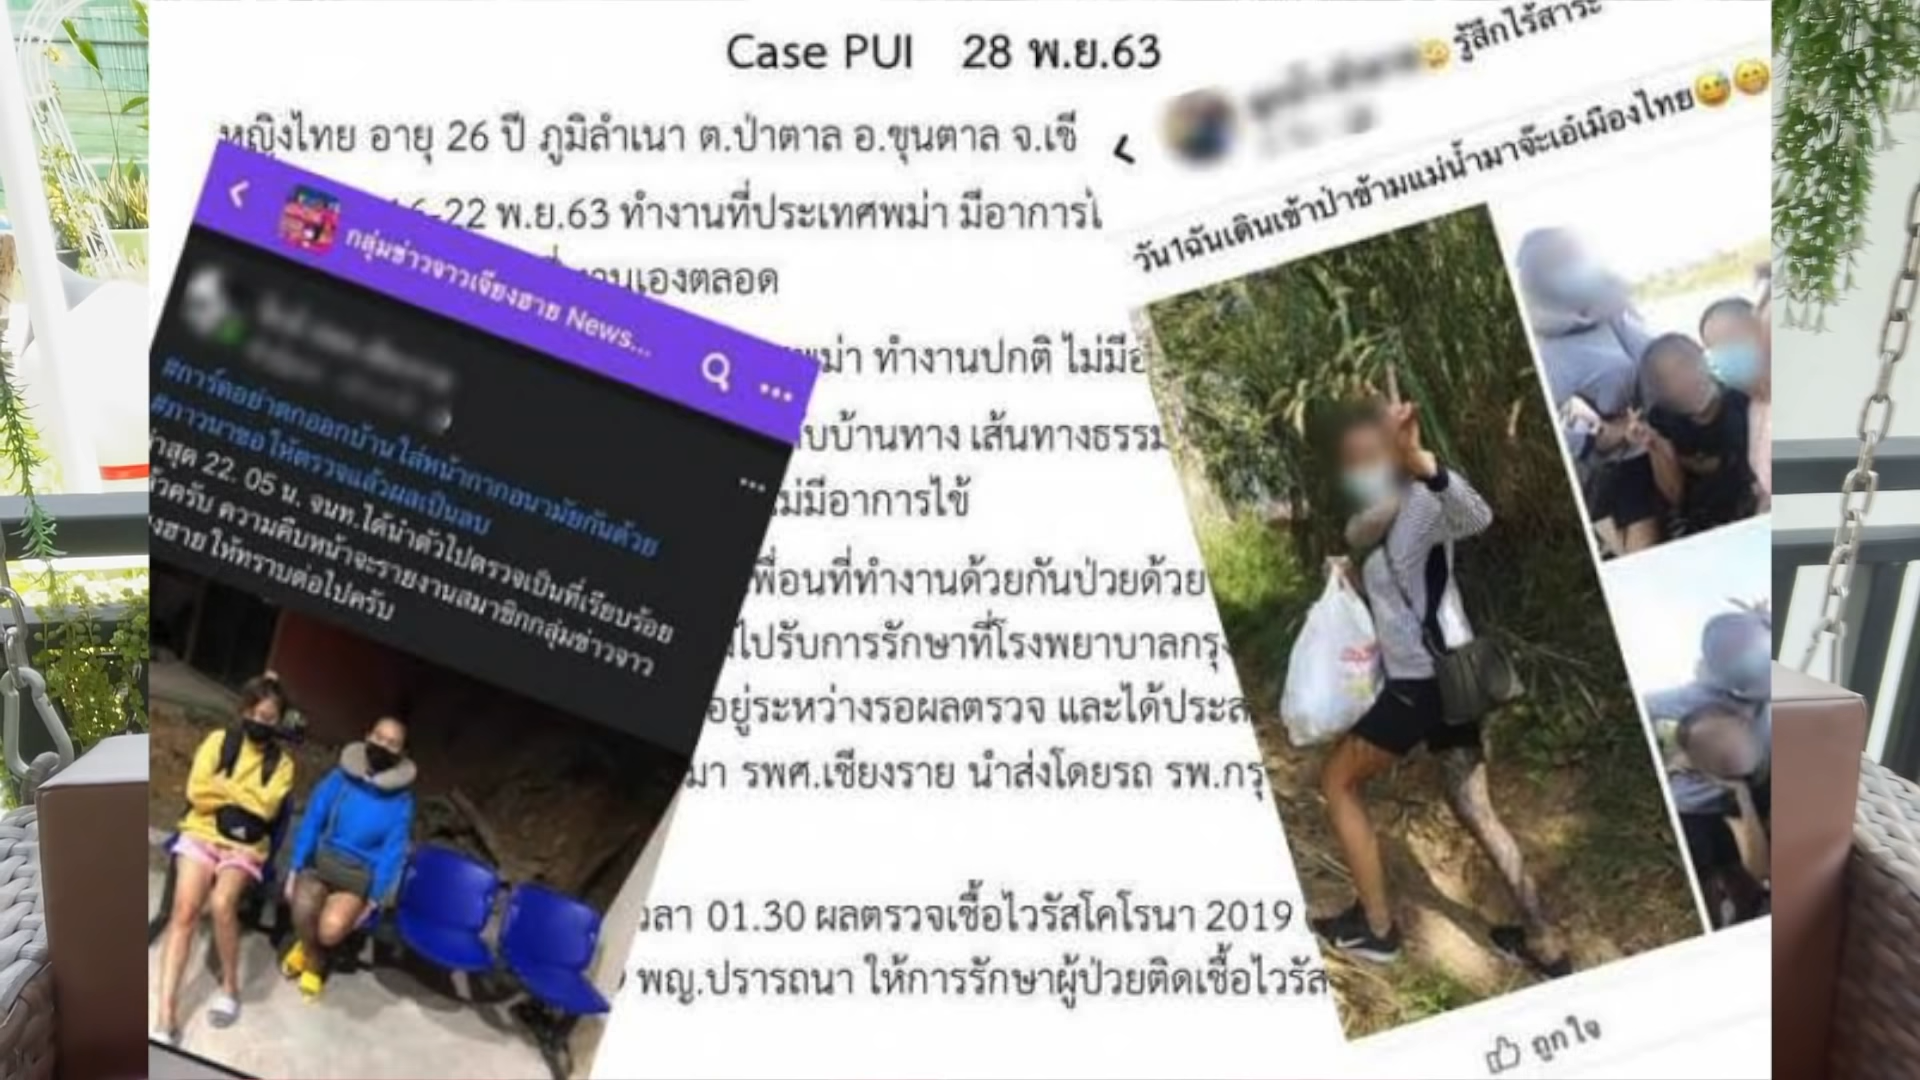 Case PUI 28 พ.ย.63
หญิงไทย อายุ 26 ปี ภูมิลำเนา ต.ป่าตาล อ.ขุนตาล จ.เชี
16-22 พ.ย.63 ทำงานที่ประเทศพม่า มีอาการไ
งานเองตลอด
พม่า ทำงานปกติ ไม่มีอ
บบ้านทาง เส้นทางธรรม
ไม่มีอาการไข้
เพื่อนที่ทำงานด้วยกันป่วยด้วย
งไปรับการรักษาที่โรงพยาบาลกรุง
อยู่ระหว่างรอผลตรวจ และได้ประส
มา รพศ.เชียงราย นำส่งโดยรถ รพ.กรุ
วลา 01.30 ผลตรวจเชื้อไวรัสโคโรนา 2019
พญ.ปรารถนา ให้การรักษาผู้ป่วยติดเชื้อไวรัส
กลุ่มข่าวจาวเจียงฮาย News...
#การ์ดอย่าตกออกบ้านใส่หน้ากากอนามัยกันด้วย
#ภาวนาขอให้ตรวจแล้วผลเป็นลบ
ล่าสุด 22. 05 น. จนท.ได้นำตัวไปตรวจเป็นที่เรียบร้อย
แล้วครับ ความคืบหน้าจะรายงานสมาชิกกลุ่มข่าวจาว
เจียงฮาย ให้ทราบต่อไปครับ
รู้สึกไร้สาระ
วัน1ฉันเดินเข้าป่าข้ามแม่น้ำมาจ๊ะเอ๋เมืองไทย😅😁
ถูกใจ